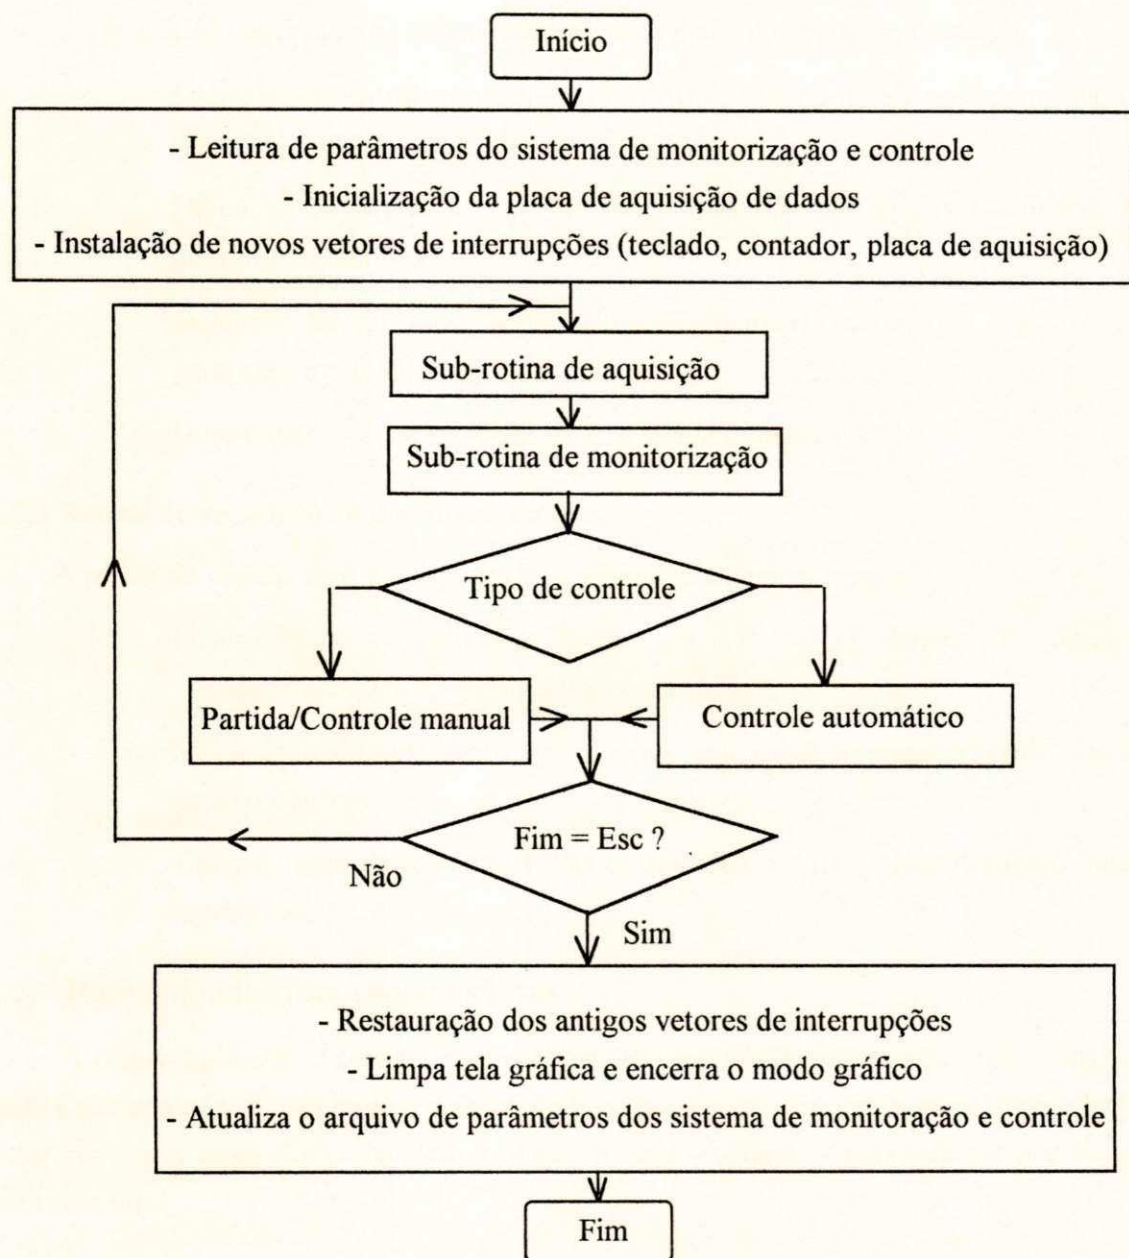 Início
- Leitura de parâmetros do sistema de monitorização e controle
- Inicialização da placa de aquisição de dados
- Instalação de novos vetores de interrupções (teclado, contador, placa de aquisição)
Sub-rotina de aquisição
Sub-rotina de monitorização
Tipo de controle
Partida/Controle manual
Controle automático
Fim = Esc ?
Não
Sim
- Restauração dos antigos vetores de interrupções
- Limpa tela gráfica e encerra o modo gráfico
- Atualiza o arquivo de parâmetros dos sistema de monitoração e controle
Fim